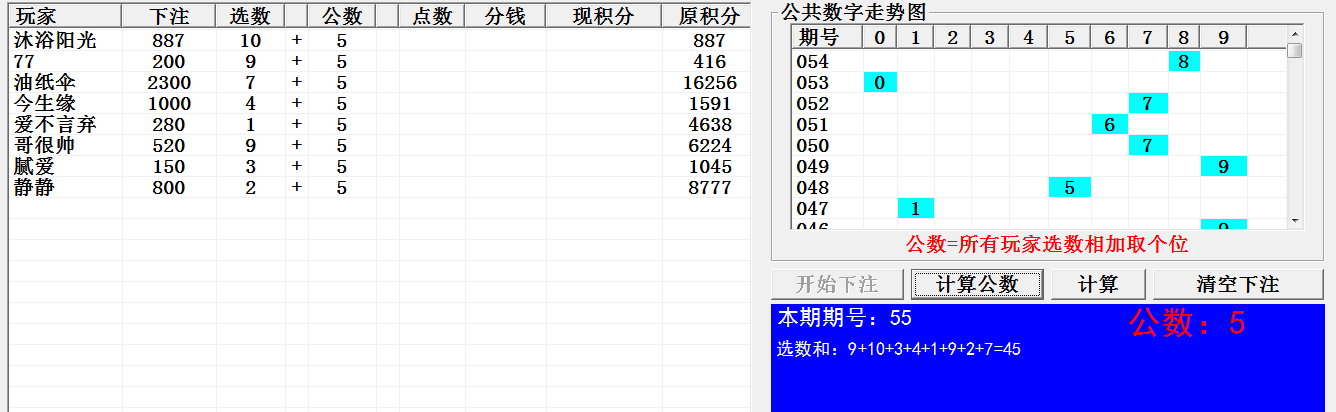 玩家 下注 选数 公数 点数 分钱 现积分 原积分
沐浴阳光 887 10 + 5 887
77 200 9 + 5 416
油纸伞 2300 7 + 5 16256
今生缘 1000 4 + 5 1591
爱不言弃 280 1 + 5 4638
哥很帅 520 9 + 5 6224
腻爱 150 3 + 5 1045
静静 800 2 + 5 8777
公共数字走势图
期号 0 1 2 3 4 5 6 7 8 9
054 8
053 0
052 7
051 6
050 7
049 9
048 5
047 1
046 9
公数=所有玩家选数相加取个位
开始下注 计算公数 计算 清空下注
本期期号：55 公数：5
选数和：9+10+3+4+1+9+2+7=45